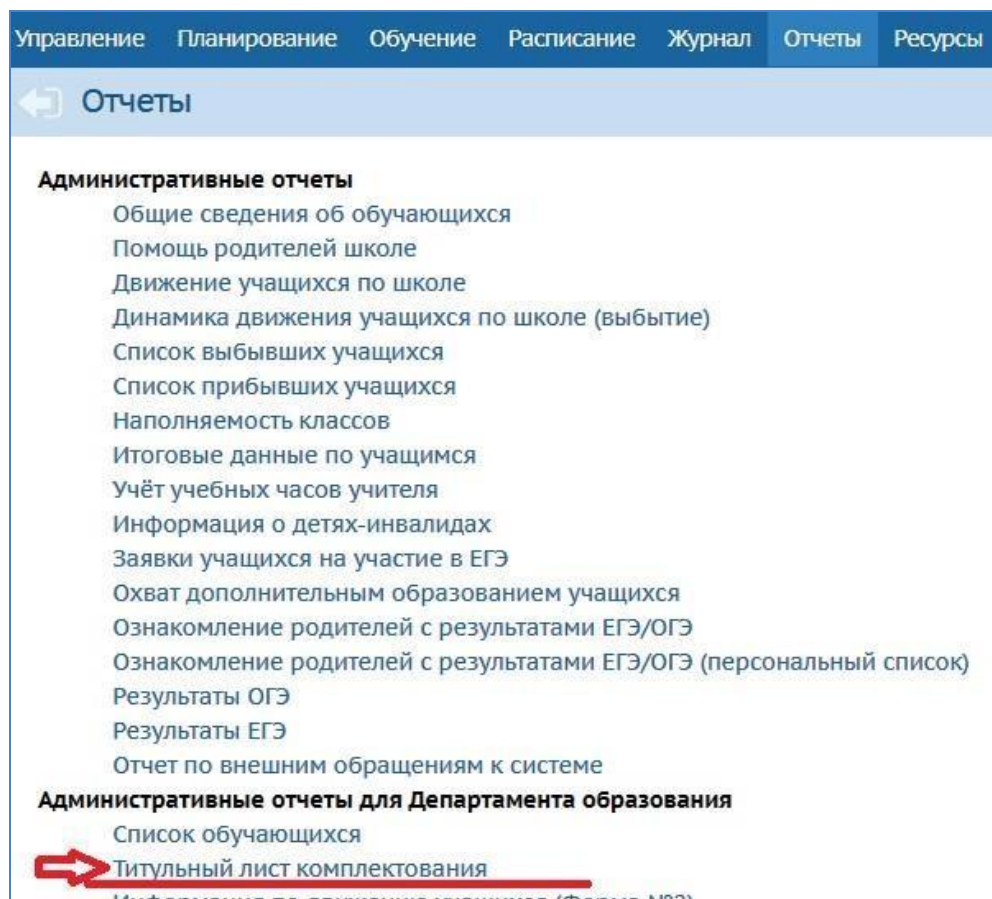 Управление Планирование Обучение Расписание Журнал Отчеты Ресурсы
Отчеты
Административные отчеты
Общие сведения об обучающихся
Помощь родителей школе
Движение учащихся по школе
Динамика движения учащихся по школе (выбытие)
Список выбывших учащихся
Список прибывших учащихся
Наполняемость классов
Итоговые данные по учащимся
Учёт учебных часов учителя
Информация о детях-инвалидах
Заявки учащихся на участие в ЕГЭ
Охват дополнительным образованием учащихся
Ознакомление родителей с результатами ЕГЭ/ОГЭ
Ознакомление родителей с результатами ЕГЭ/ОГЭ (персональный список)
Результаты ОГЭ
Результаты ЕГЭ
Отчет по внешним обращениям к системе
Административные отчеты для Департамента образования
Список обучающихся
Титульный лист комплектования